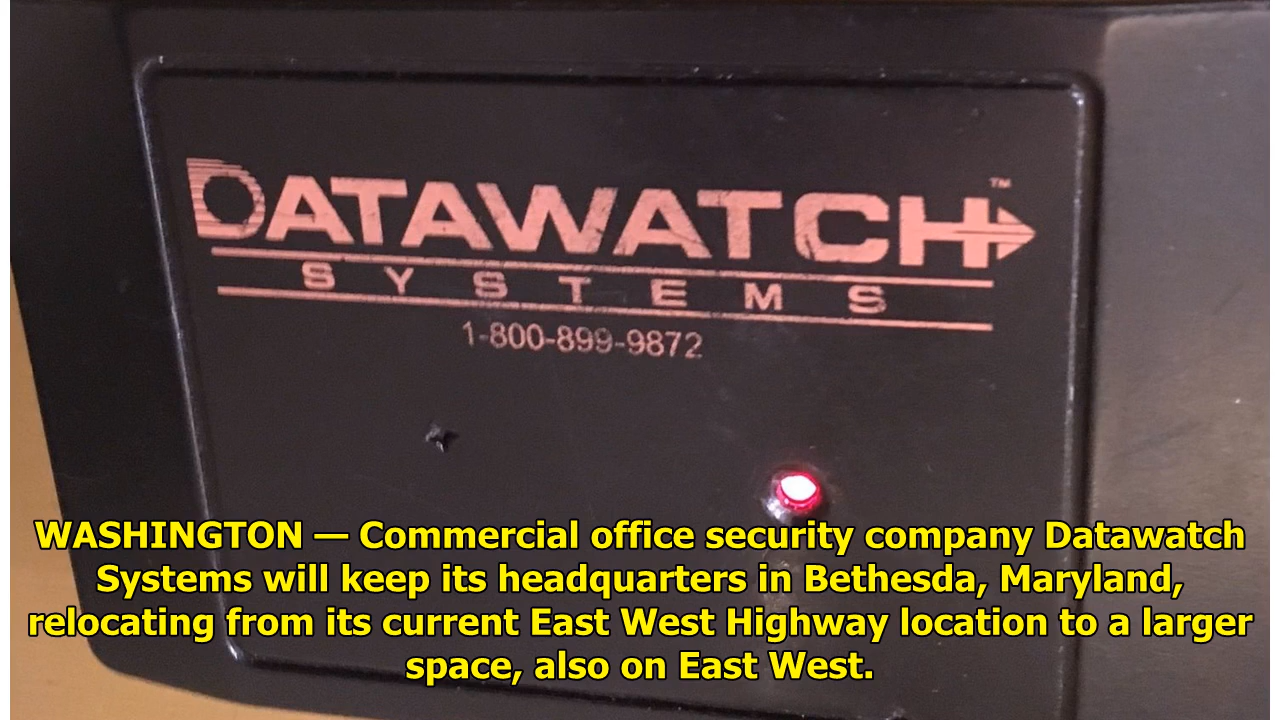 DATAWATCH™
SYSTEMS
1-800-899-9872
WASHINGTON — Commercial office security company Datawatch
Systems will keep its headquarters in Bethesda, Maryland,
relocating from its current East West Highway location to a larger
space, also on East West.